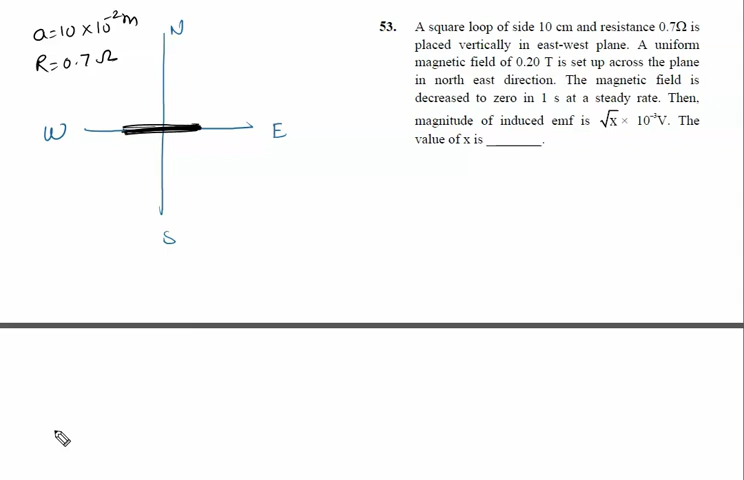 a=10×10⁻²m
R=0.7Ω
N
W
E
S
53. A square loop of side 10 cm and resistance 0.7Ω is
placed vertically in east-west plane. A uniform
magnetic field of 0.20 T is set up across the plane
in north east direction. The magnetic field is
decreased to zero in 1 s at a steady rate. Then,
magnitude of induced emf is √x × 10⁻³V. The
value of x is ________.